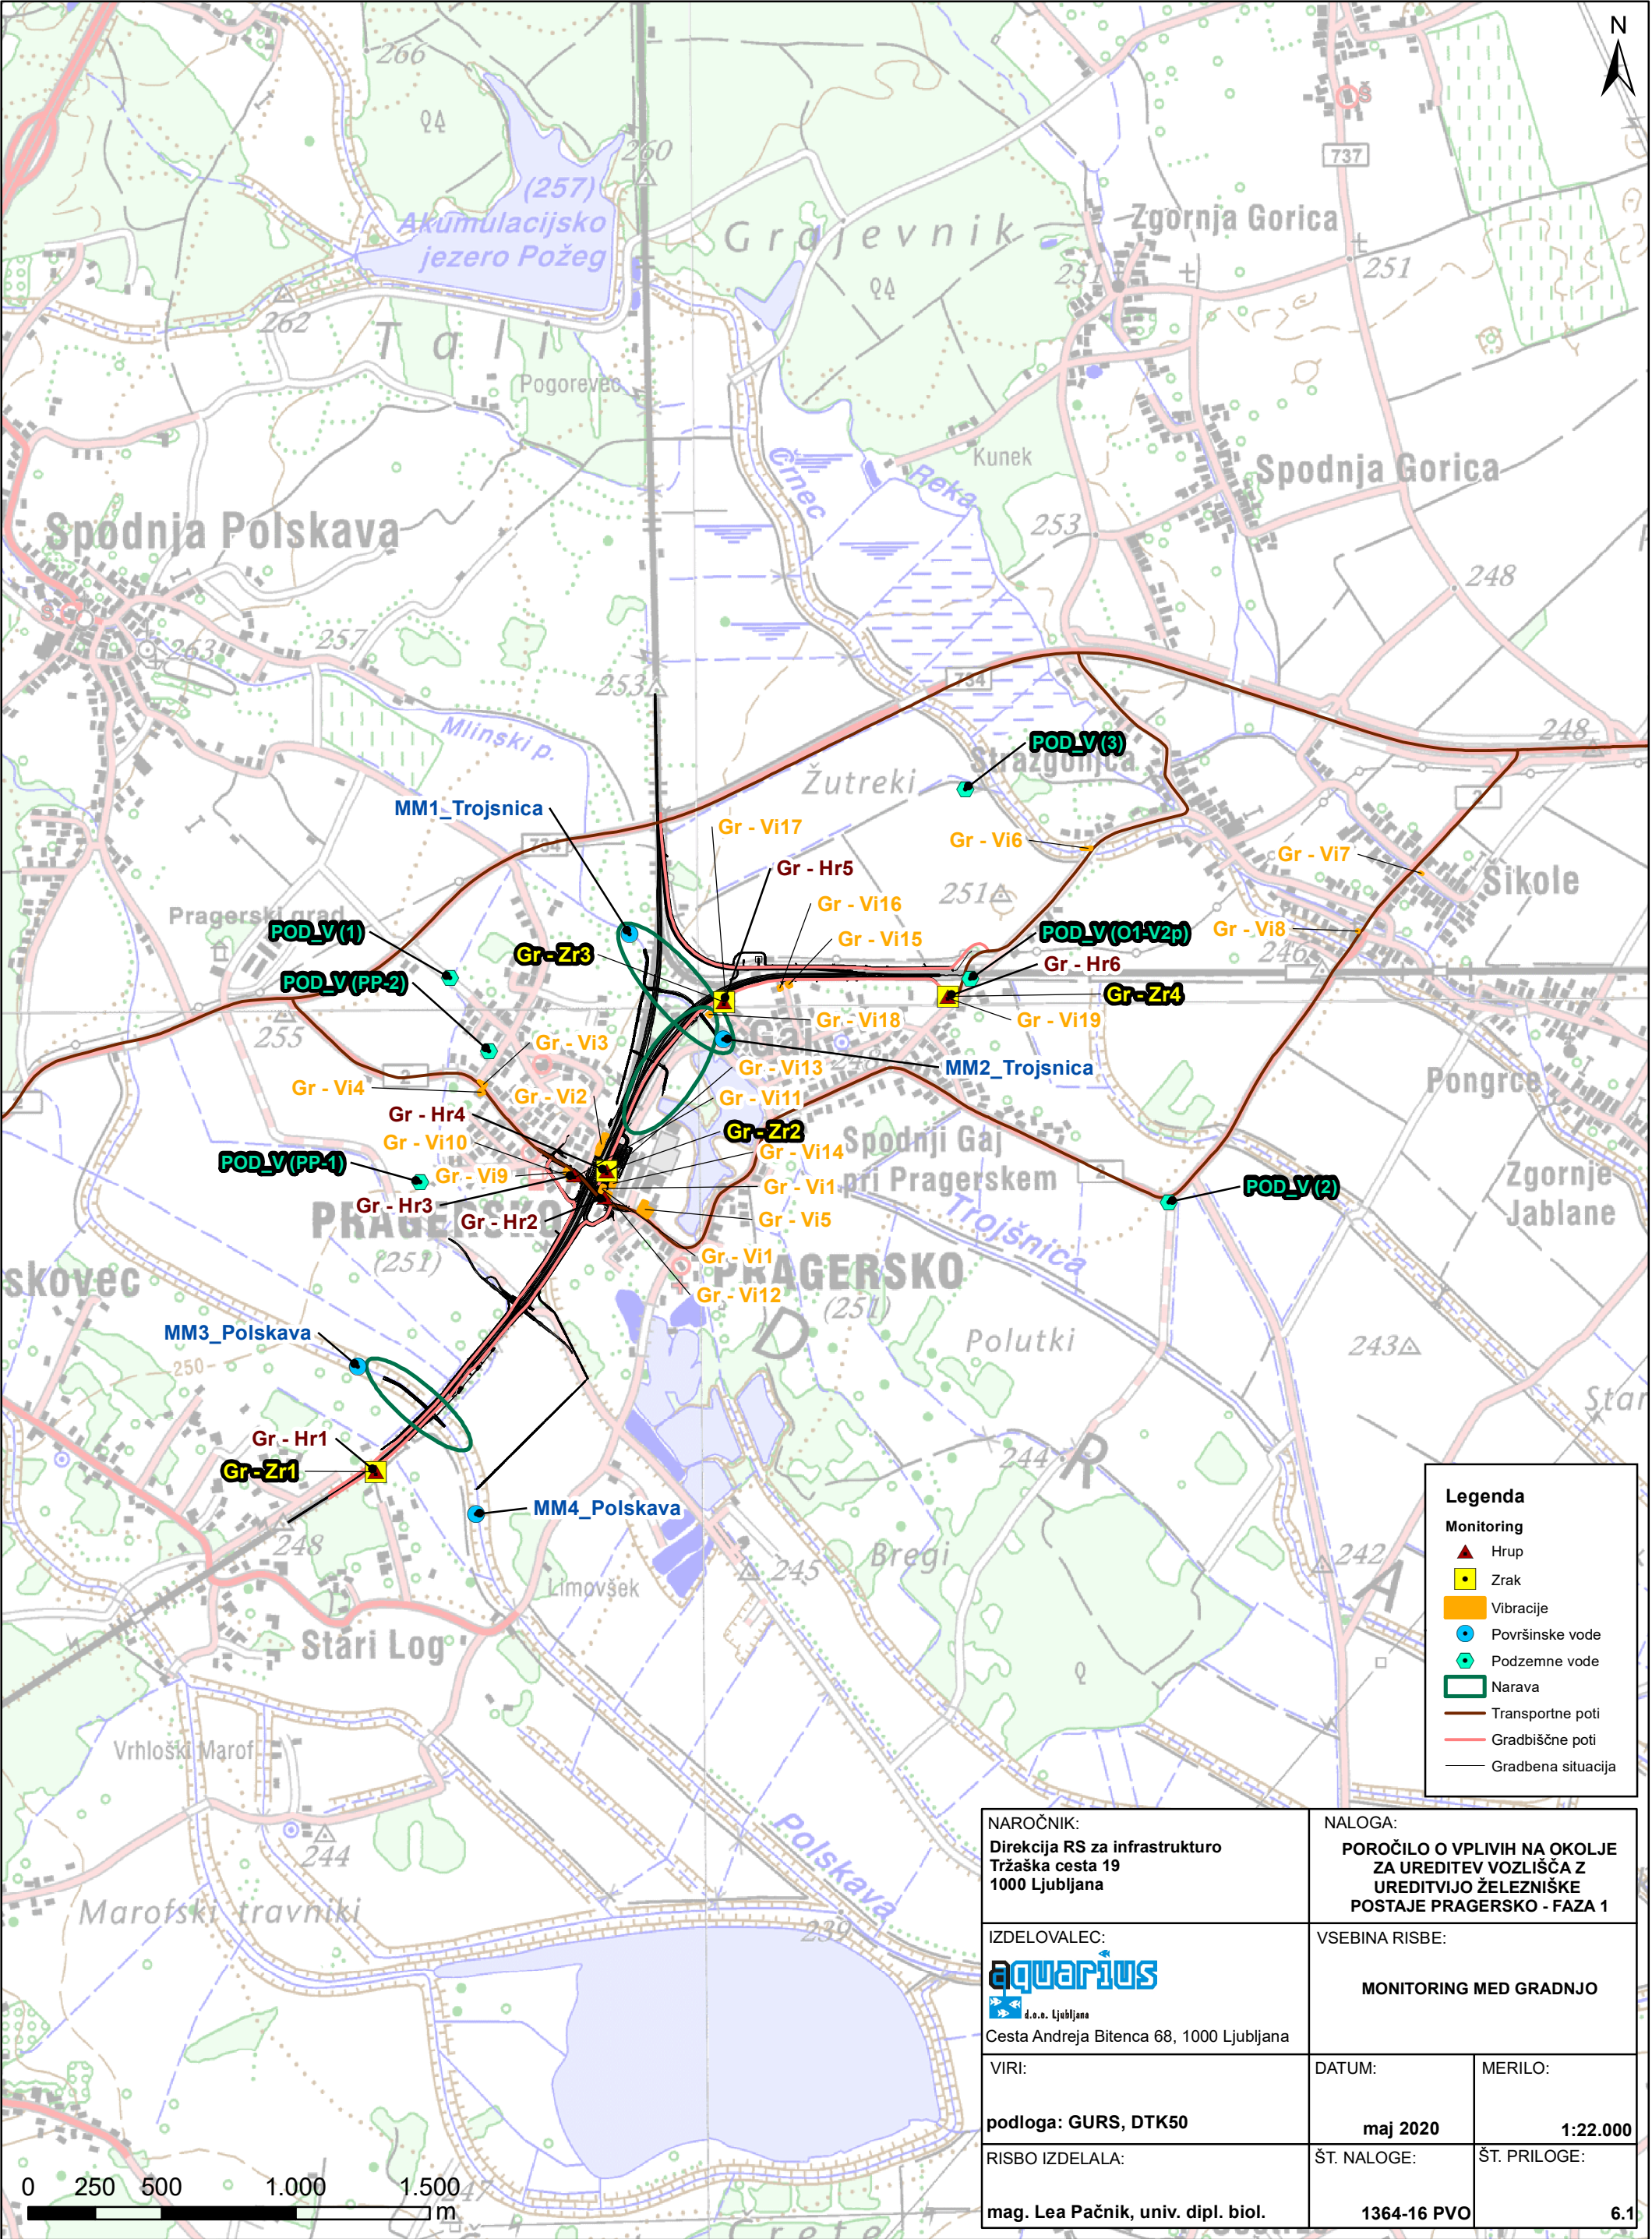 N
266
260
(257)
Akumulacijsko
jezero Požeg
Grajevnik
737
Š
Zgornja Gorica
251
251
262
Tali
Pogorevec
Črnec
Reka
Kunek
Spodnja Gorica
253
248
Spodnja Polskava
Š
263
257
253
734
248
Mlinski p.
POD_V (3)
Stražgonjca
Žutreki
MM1_Trojsnica
2
734
Gr - Vi17
Gr - Vi6
Gr - Vi7
Gr - Hr5
Šikole
251
Gr - Vi16
Pragerski grad
POD_V (1)
Gr - Vi15
POD_V (O1-V2p)
Gr - Vi8
Gr - Zr3
Gr - Hr6
246
POD_V (PP-2)
Gr - Zr4
Gr - Vi18
Gr - Vi19
255
Gr - Vi3
MM2_Trojsnica
Gr - Vi13
2
Gr - Vi4
Gr - Vi2
Gr - Vi11
Pongrce
Gr - Hr4
Gr - Zr2
Gr - Vi10
Spodnji Gaj
pri Pragerskem
Gr - Vi14
POD_V (PP-1)
Gr - Vi9
2
Zgornje
Jablane
Gr - Vi1
POD_V (2)
Gr - Hr3
PRAGERSKO
(251)
Gr - Hr2
Gr - Vi5
Trojšnica
Gr - Vi1
PRAGERSKO
(251)
skovec
Gr - Vi12
MM3_Polskava
D
Polutki
243
250
Star
Gr - Hr1
Gr - Zr1
244
R
MM4_Polskava
248
245
Bregi
242
A
Limovšek
Stari Log
Vrhloški Marof
244
Polskava
Marofski travniki
239
Legenda
Monitoring
Hrup
Zrak
Vibracije
Površinske vode
Podzemne vode
Narava
Transportne poti
Gradbiščne poti
Gradbena situacija
NAROČNIK:
Direkcija RS za infrastrukturo
Tržaška cesta 19
1000 Ljubljana
NALOGA:
POROČILO O VPLIVIH NA OKOLJE
ZA UREDITEV VOZLIŠČA Z
UREDITVIJO ŽELEZNIŠKE
POSTAJE PRAGERSKO - FAZA 1
IZDELOVALEC:
aquarius
d.o.o. Ljubljana
Cesta Andreja Bitenca 68, 1000 Ljubljana
VSEBINA RISBE:
MONITORING MED GRADNJO
VIRI:
podloga: GURS, DTK50
DATUM:
maj 2020
MERILO:
1:22.000
RISBO IZDELALA:
mag. Lea Pačnik, univ. dipl. biol.
ŠT. NALOGE:
1364-16 PVO
ŠT. PRILOGE:
6.1
0 250 500 1.000 1.500
m
Crete